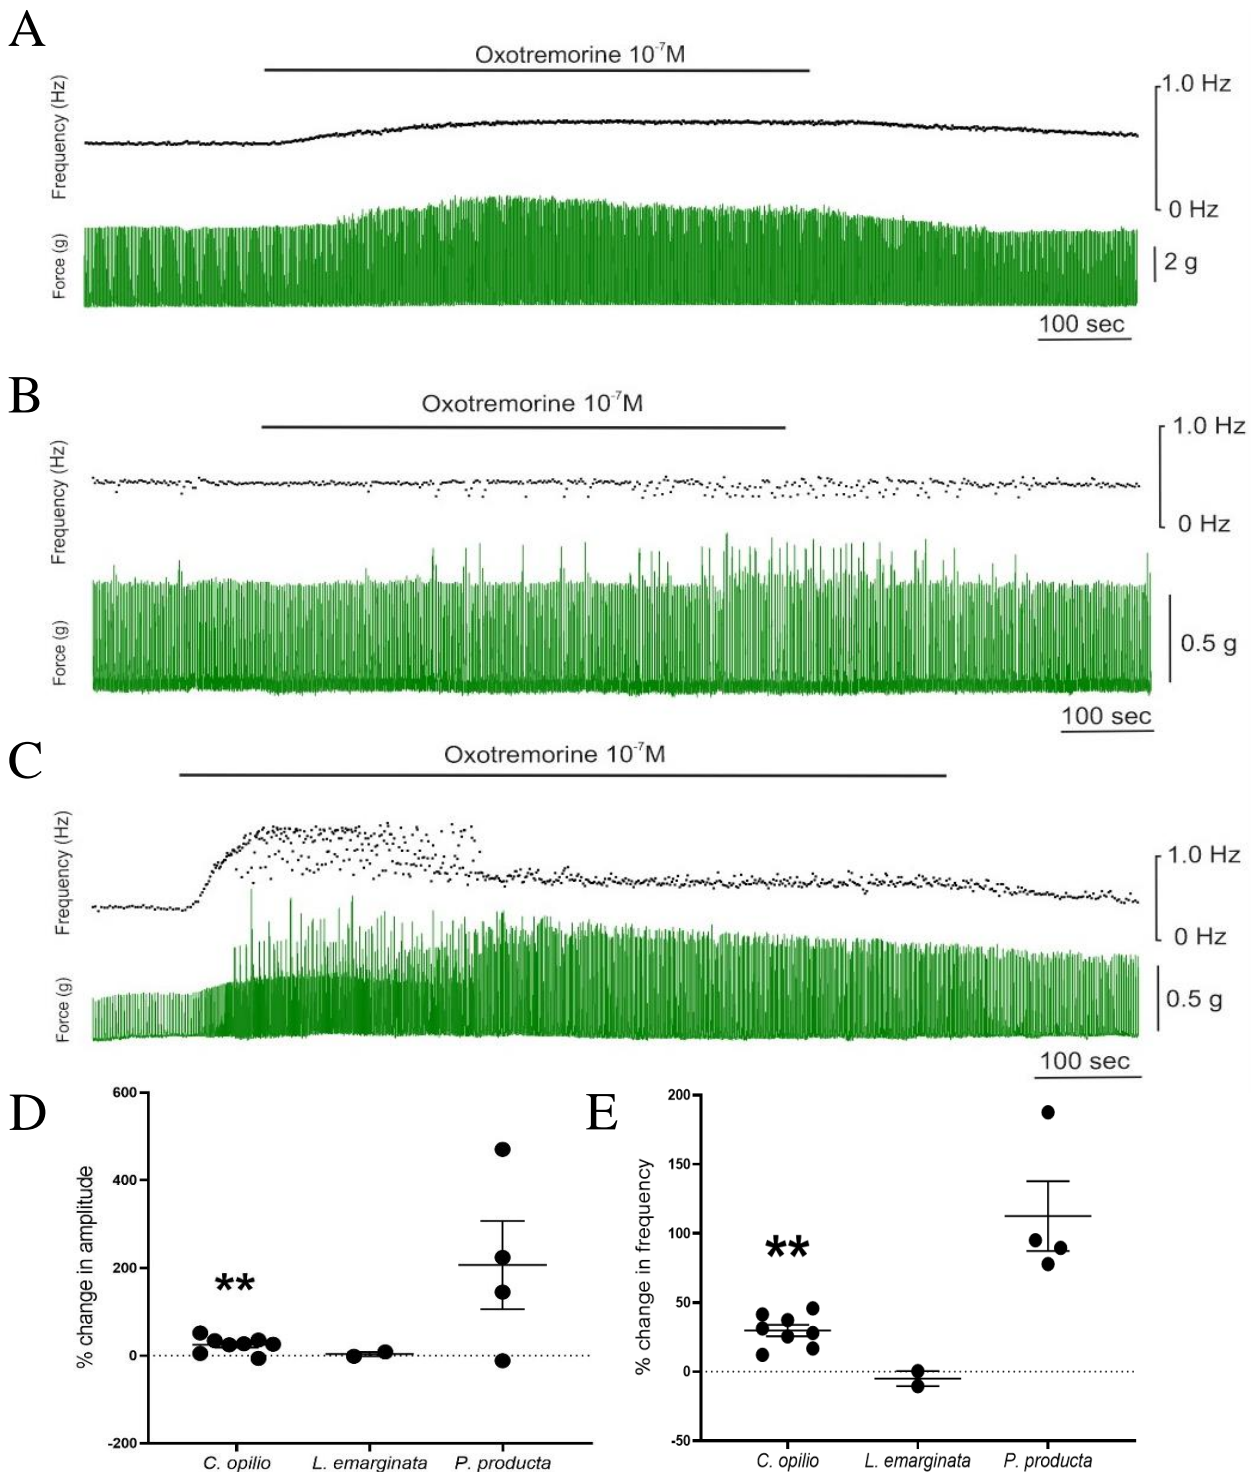 A
Oxotremorine 10⁻⁷M
Frequency (Hz)
1.0 Hz
0 Hz
Force (g)
2 g
100 sec
B
Oxotremorine 10⁻⁷M
Frequency (Hz)
1.0 Hz
0 Hz
Force (g)
0.5 g
100 sec
C
Oxotremorine 10⁻⁷M
Frequency (Hz)
1.0 Hz
0 Hz
Force (g)
0.5 g
100 sec
D
% change in amplitude
600
400
200
0
-200
**
C. opilio
L. emarginata
P. producta
E
% change in frequency
200
150
100
50
0
-50
**
C. opilio
L. emarginata
P. producta